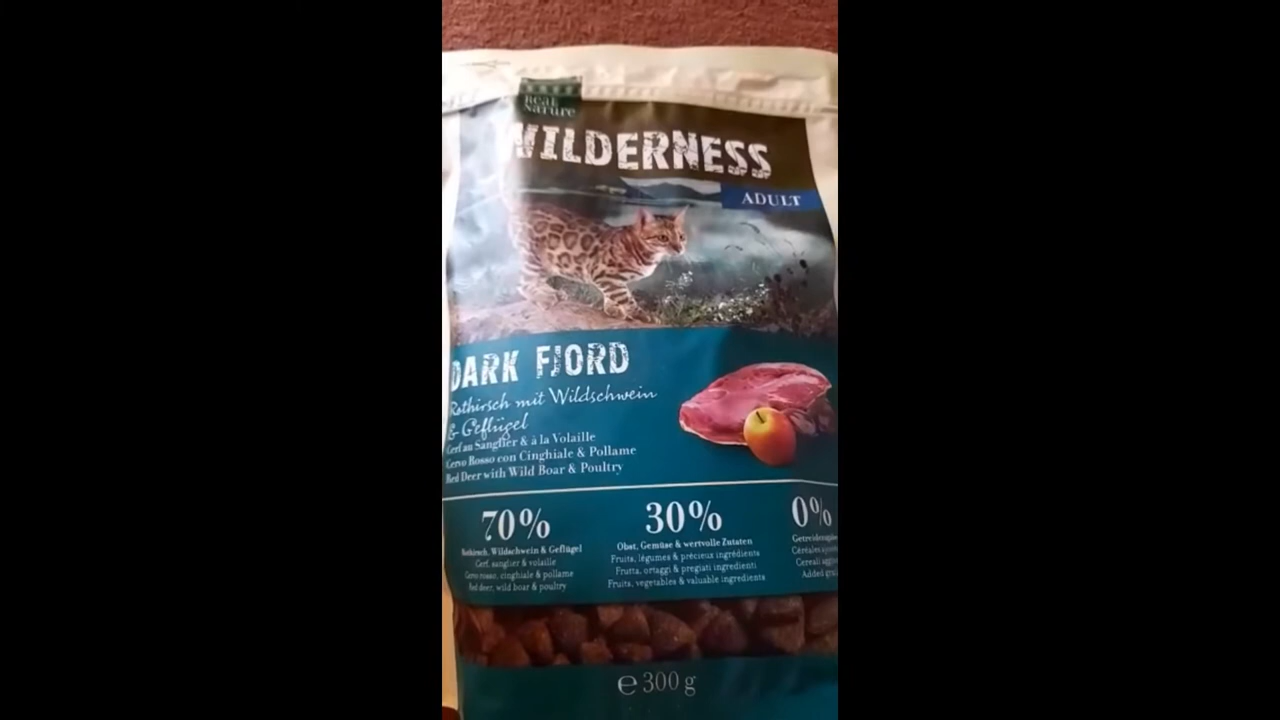 REAL
NATURE
WILDERNESS
ADULT
DARK FJORD
Rothirsch mit Wildschwein
& Geflügel
Cerf au Sanglier & à la Volaille
Cervo Rosso con Cinghiale & Pollame
Red Deer with Wild Boar & Poultry
70%
Rothirsch, Wildschwein & Geflügel
Cerf, sanglier & volaille
Cervo rosso, cinghiale & pollame
Red deer, wild boar & poultry
30%
Obst, Gemüse & wertvolle Zutaten
Fruits, légumes & précieux ingrédients
Frutta, ortaggi & pregiati ingredienti
Fruits, vegetables & valuable ingredients
0%
Céréales
Cereali
Added
e 300 g